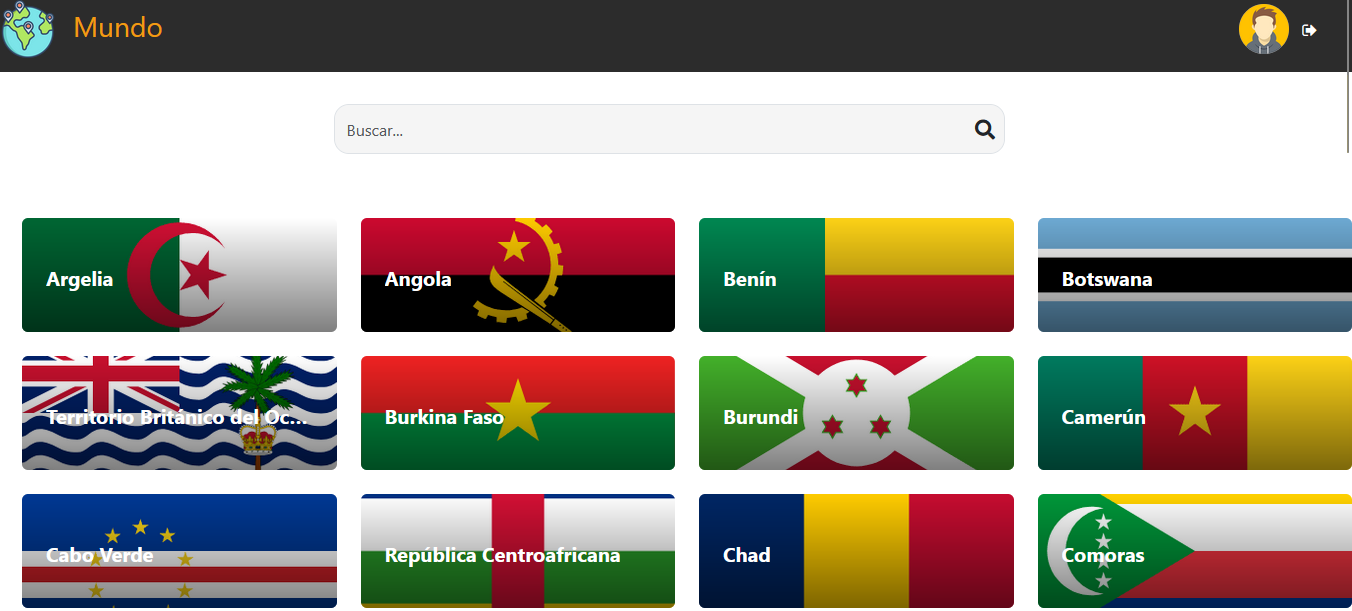 Mundo
Buscar...
Argelia
Angola
Benín
Botswana
Territorio Británico del Oc...
Burkina Faso
Burundi
Camerún
Cabo Verde
República Centroafricana
Chad
Comoras